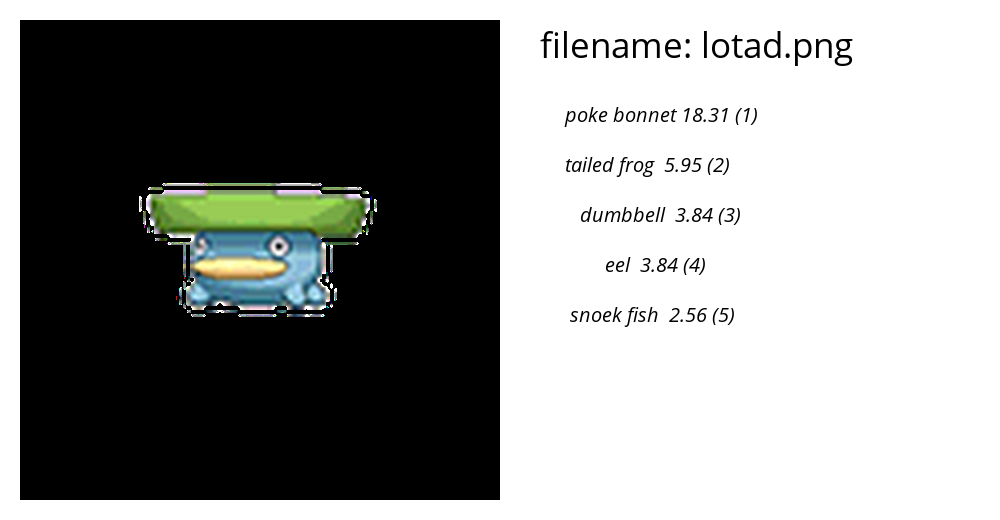 filename: lotad.png
poke bonnet 18.31 (1)
tailed frog  5.95 (2)
dumbbell  3.84 (3)
eel  3.84 (4)
snoek fish  2.56 (5)